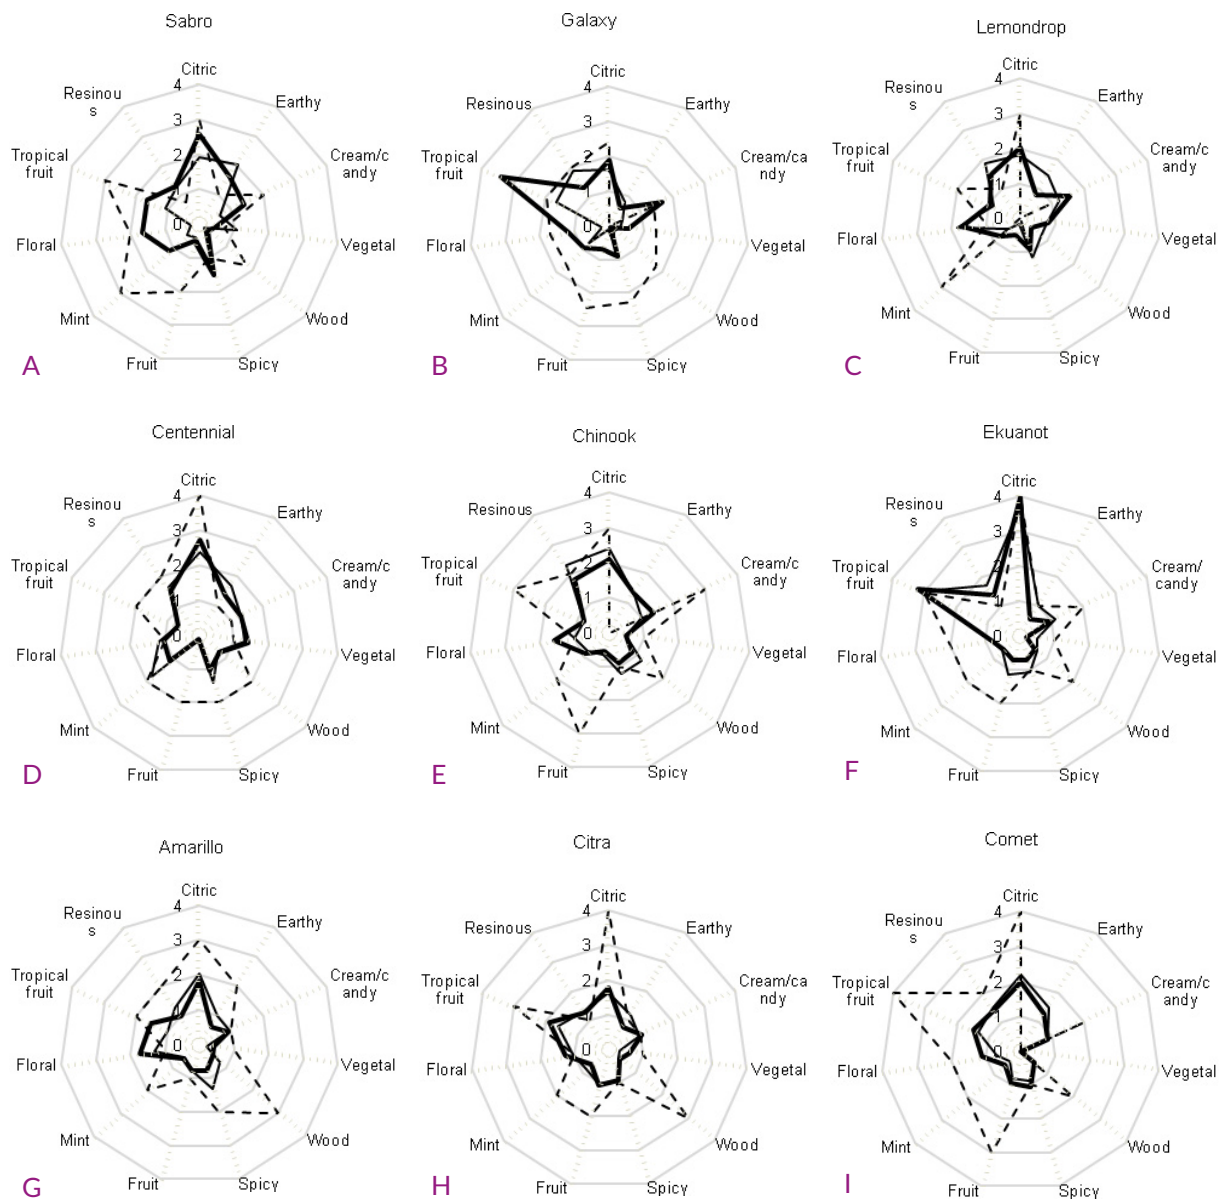 Sabro
Citric
Earthy
Cream/c
andy
Vegetal
Wood
Spicy
Fruit
Mint
Floral
Tropical
fruit
Resinou
s
4
3
2
1
0
A
Galaxy
Citric
Earthy
Cream/ca
ndy
Vegetal
Wood
Spicy
Fruit
Mint
Floral
Tropical
fruit
Resinous
4
3
2
1
0
B
Lemondrop
Citric
Earthy
Cream/c
andy
Vegetal
Wood
Spicy
Fruit
Mint
Floral
Tropical
fruit
Resinou
s
4
3
2
1
0
C
Centennial
Citric
Earthy
Cream/c
andy
Vegetal
Wood
Spicy
Fruit
Mint
Floral
Tropical
fruit
Resinou
s
4
3
2
1
0
D
Chinook
Citric
Earthy
Cream/c
andy
Vegetal
Wood
Spicy
Fruit
Mint
Floral
Tropical
fruit
Resinous
4
3
2
1
0
E
Ekuanot
Citric
Earthy
Cream/
candy
Vegetal
Wood
Spicy
Fruit
Mint
Floral
Tropical
fruit
Resinou
s
4
3
2
1
0
F
Amarillo
Citric
Earthy
Cream/c
andy
Vegetal
Wood
Spicy
Fruit
Mint
Floral
Tropical
fruit
Resinou
s
4
3
2
1
0
G
Citra
Citric
Earthy
Cream/ca
ndy
Vegetal
Wood
Spicy
Fruit
Mint
Floral
Tropical
fruit
Resinous
4
3
2
1
0
H
Comet
Citric
Earthy
Cream/c
andy
Vegetal
Wood
Spicy
Fruit
Mint
Floral
Tropical
fruit
Resinou
s
4
3
2
1
0
I